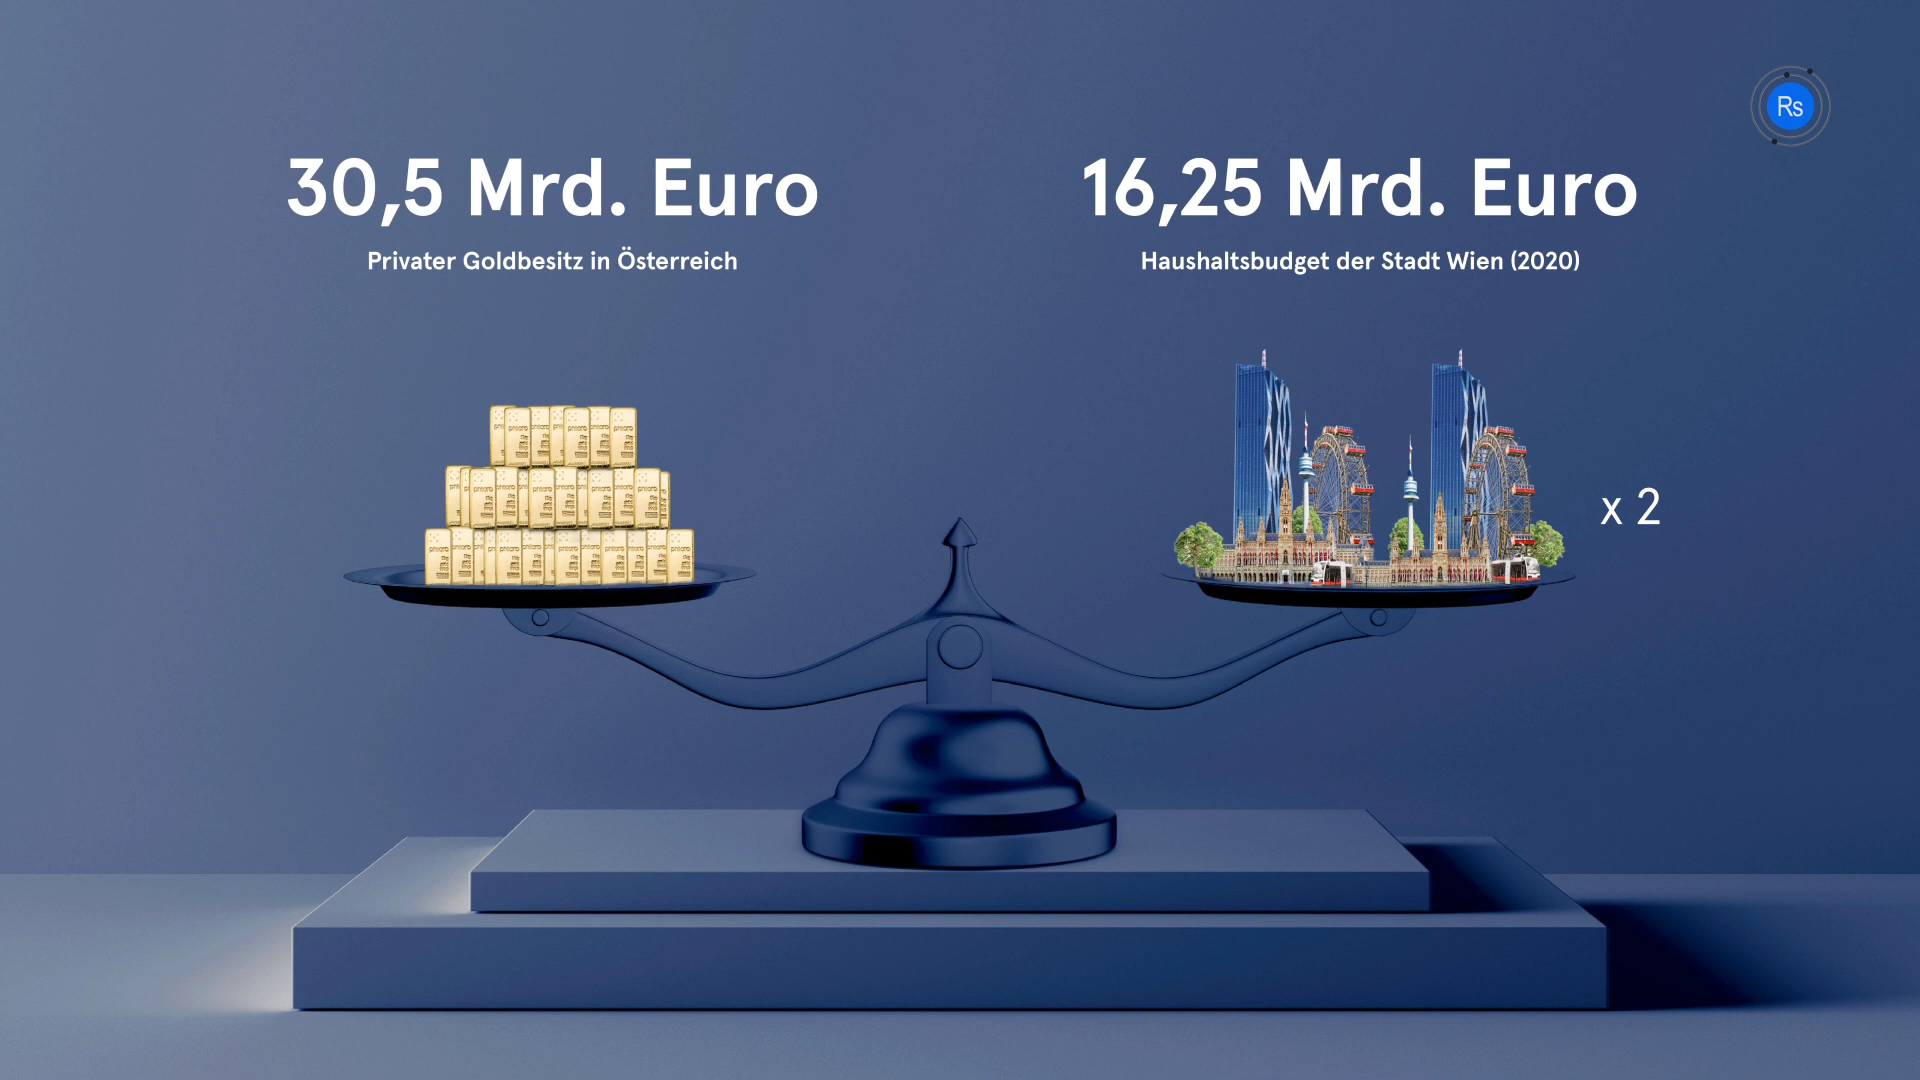 Rs
30,5 Mrd. Euro
Privater Goldbesitz in Österreich
16,25 Mrd. Euro
Haushaltsbudget der Stadt Wien (2020)
x 2